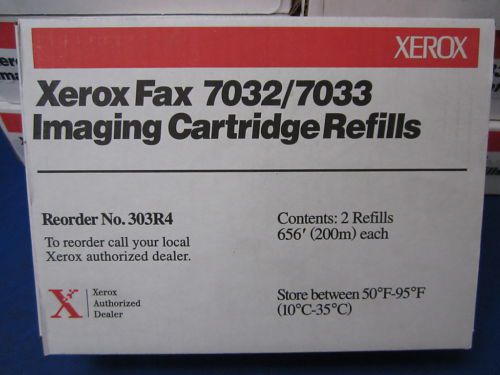 XEROX
Xerox Fax 7032/7033
Imaging Cartridge Refills
Reorder No. 303R4
To reorder call your local
Xerox authorized dealer.
Contents: 2 Refills
656' (200m) each
X
Xerox
Authorized
Dealer
Store between 50°F-95°F
(10°C-35°C)